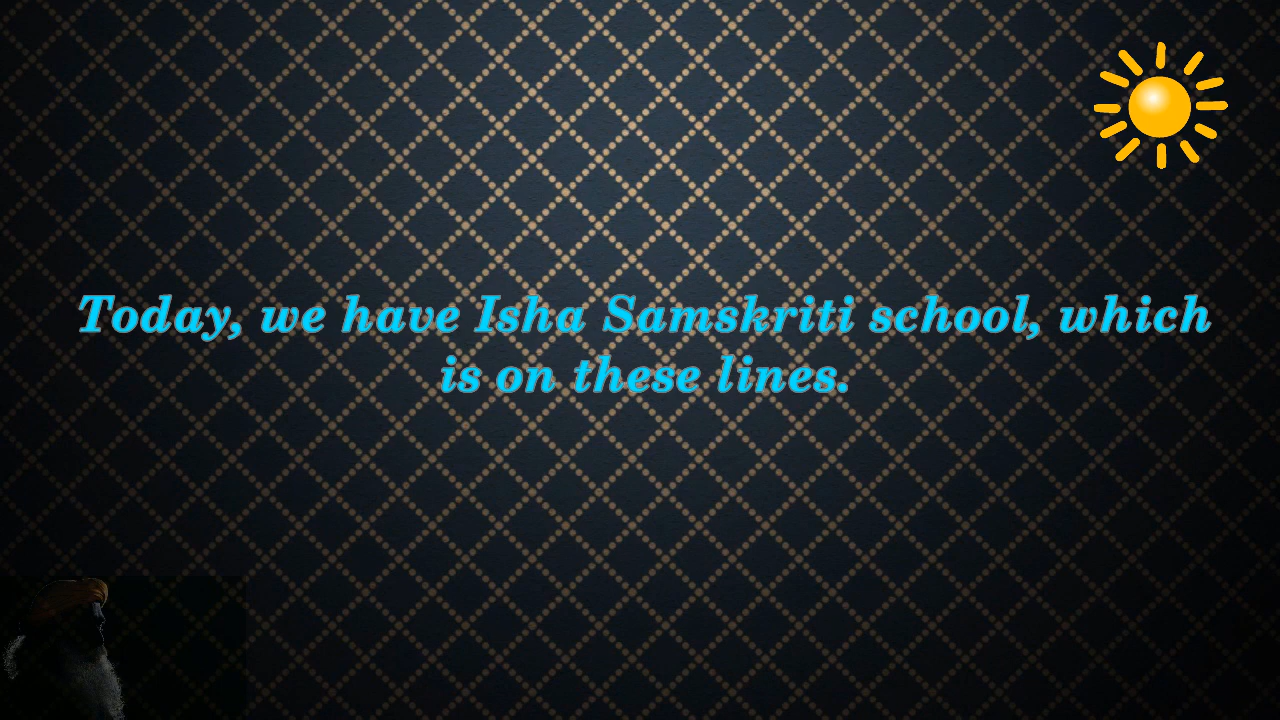 Today, we have Isha Samskriti school, which
is on these lines.